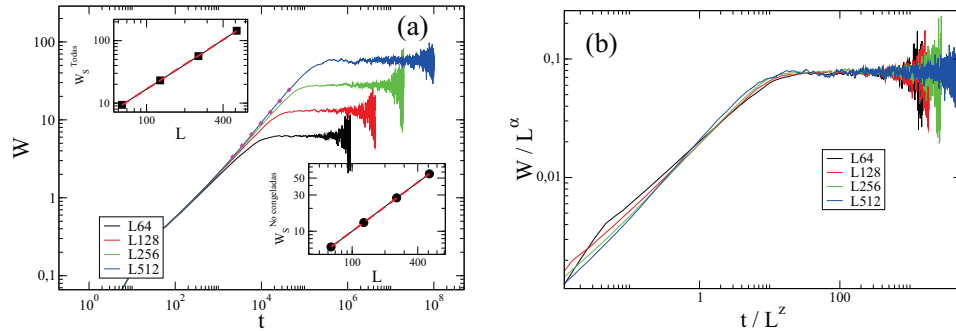 (a)
100
10
1
0,1
W
10^0
10^2
10^4
10^6
10^8
t
100
10
W_S^Todas
100
400
L
50
30
10
W_S^No congeladas
100
400
L
L64
L128
L256
L512
(b)
0,1
0,01
W / L^α
1
100
t / L^z
L64
L128
L256
L512